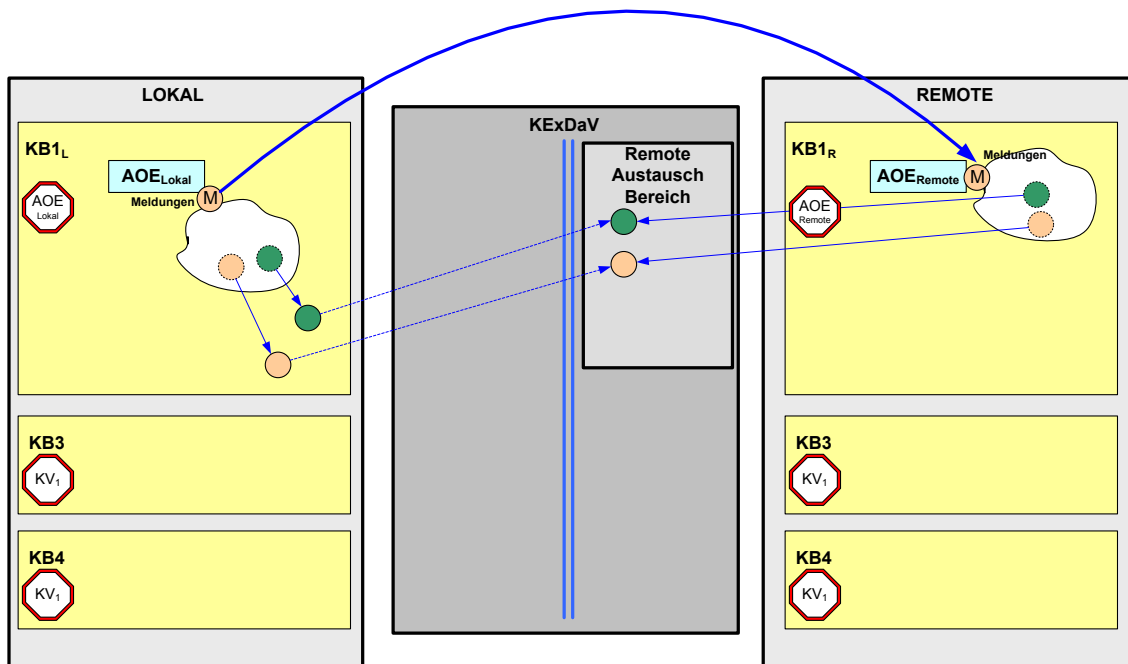 LOKAL
KB1L
AOELokal
Meldungen
M
AOE
Lokal
KB3
KV1
KB4
KV1
KExDaV
Remote
Austausch
Bereich
REMOTE
KB1R
Meldungen
AOERemote
M
AOE
Remote
KB3
KV1
KB4
KV1